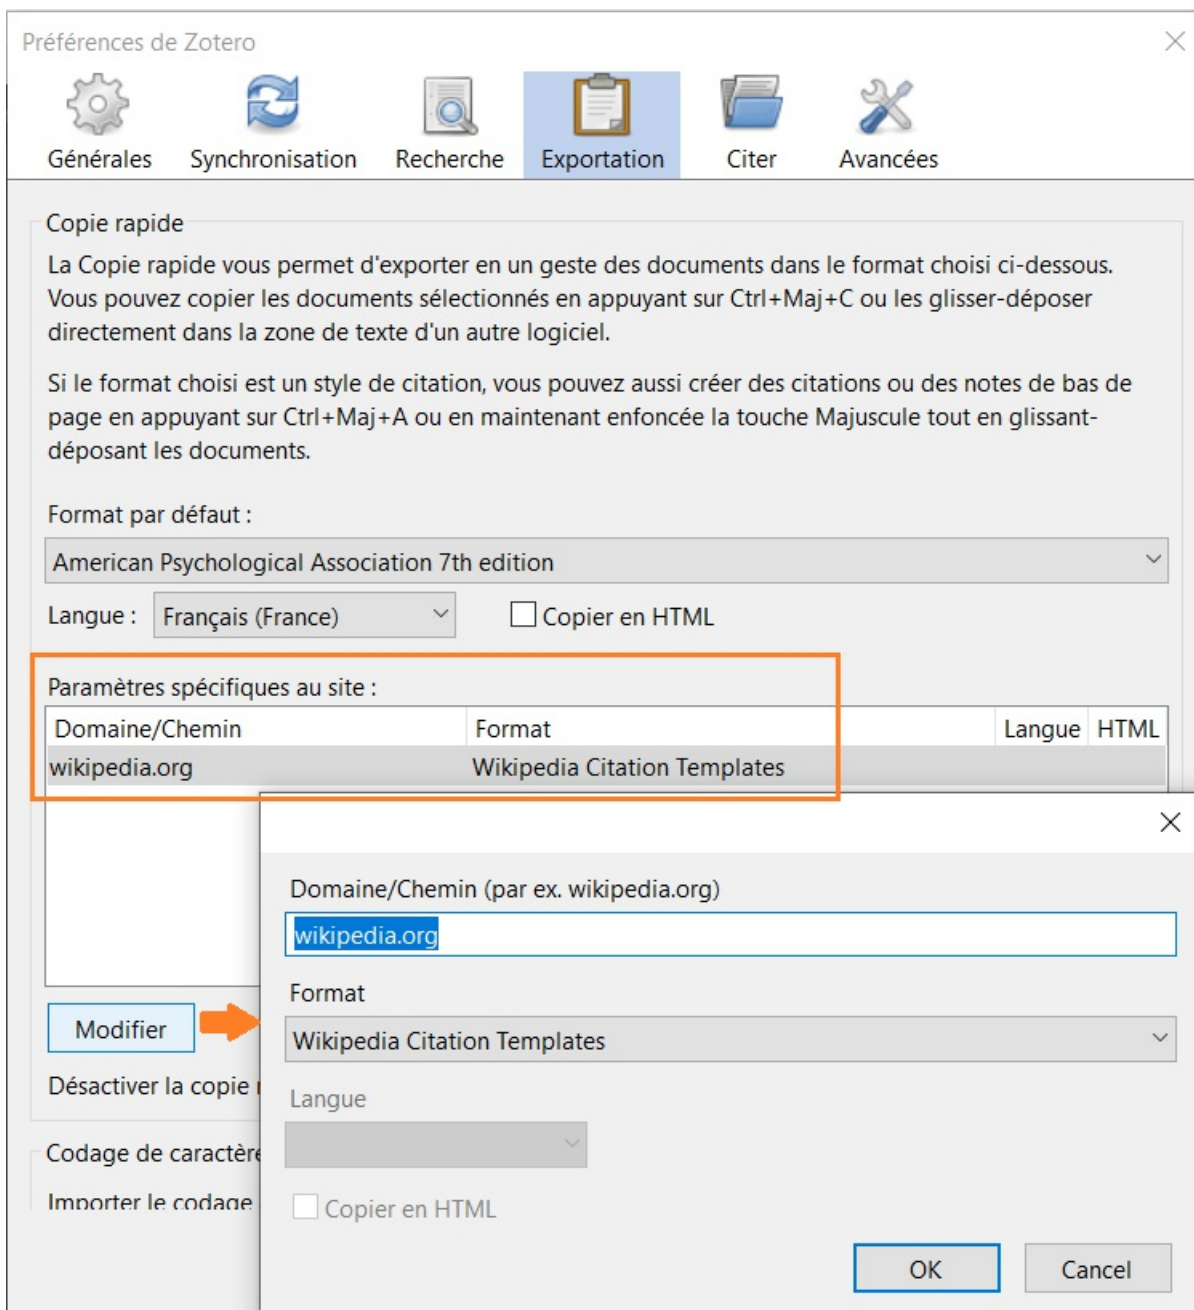 Préférences de Zotero
Générales Synchronisation Recherche Exportation Citer Avancées
Copie rapide
La Copie rapide vous permet d'exporter en un geste des documents dans le format choisi ci-dessous.
Vous pouvez copier les documents sélectionnés en appuyant sur Ctrl+Maj+C ou les glisser-déposer
directement dans la zone de texte d'un autre logiciel.
Si le format choisi est un style de citation, vous pouvez aussi créer des citations ou des notes de bas de
page en appuyant sur Ctrl+Maj+A ou en maintenant enfoncée la touche Majuscule tout en glissant-
déposant les documents.
Format par défaut :
American Psychological Association 7th edition
Langue : Français (France) Copier en HTML
Paramètres spécifiques au site :
Domaine/Chemin Format Langue HTML
wikipedia.org Wikipedia Citation Templates
Domaine/Chemin (par ex. wikipedia.org)
wikipedia.org
Format
Wikipedia Citation Templates
Langue
Copier en HTML
OK Cancel
Modifier
Désactiver la copie
Codage de caractère
Importer le codage